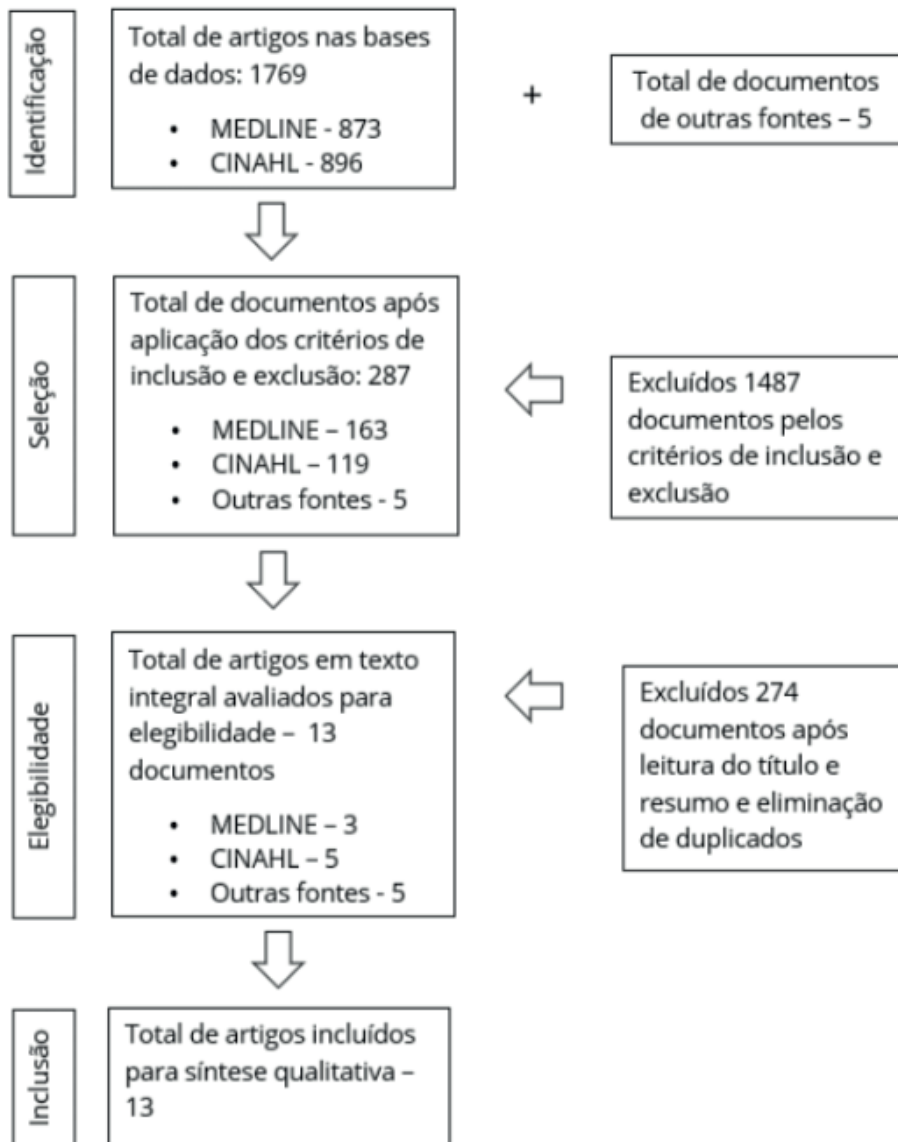 Identificação
Total de artigos nas bases
de dados: 1769
• MEDLINE - 873
• CINAHL - 896
+
Total de documentos
de outras fontes – 5
Seleção
Total de documentos após
aplicação dos critérios de
inclusão e exclusão: 287
• MEDLINE – 163
• CINAHL – 119
• Outras fontes - 5
Excluídos 1487
documentos pelos
critérios de inclusão e
exclusão
Elegibilidade
Total de artigos em texto
integral avaliados para
elegibilidade – 13
documentos
• MEDLINE – 3
• CINAHL – 5
• Outras fontes - 5
Excluídos 274
documentos após
leitura do título e
resumo e eliminação
de duplicados
Inclusão
Total de artigos incluídos
para síntese qualitativa –
13